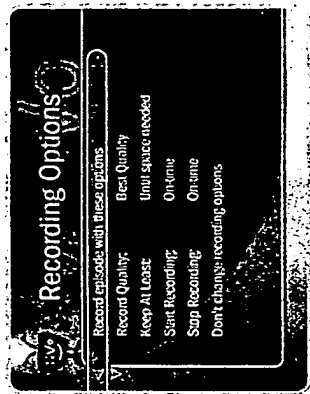 Recording Options
Record episode with these options
Record Quality: Best Quality
Keep At Least: Until space needed
Start Recording: On-time
Stop Recording: On-time
Don't change recording options